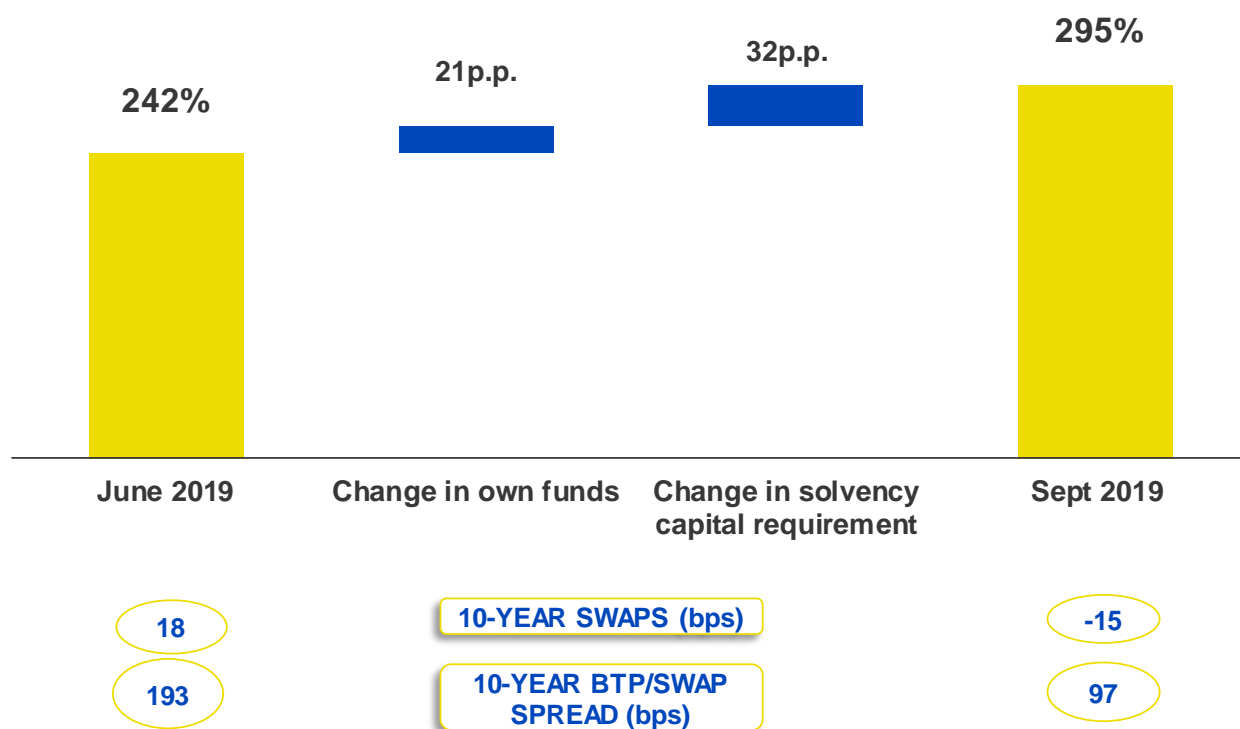 242%
21p.p.
32p.p.
295%
June 2019
Change in own funds
Change in solvency
capital requirement
Sept 2019
18
10-YEAR SWAPS (bps)
-15
193
10-YEAR BTP/SWAP
SPREAD (bps)
97